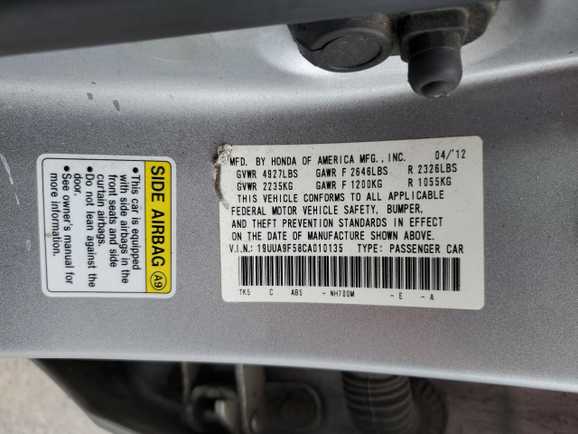 MFD. BY HONDA OF AMERICA MFG., INC. 04/'12
GVWR 4927LBS GAWR F 2646LBS R 2326LBS
GVWR 2235KG GAWR F 1200KG R 1055KG
THIS VEHICLE CONFORMS TO ALL APPLICABLE
FEDERAL MOTOR VEHICLE SAFETY, BUMPER,
AND THEFT PREVENTION STANDARDS IN EFFECT
ON THE DATE OF MANUFACTURE SHOWN ABOVE.
V.I.N.: 19UUA9F58CA010135 TYPE: PASSENGER CAR
TK5 C ABS - NH700M - E - A
SIDE AIRBAG A9
• This car is equipped
with side airbags in the
front seats and side
curtain airbags.
• Do not lean against the
door.
• See owner's manual for
more information.